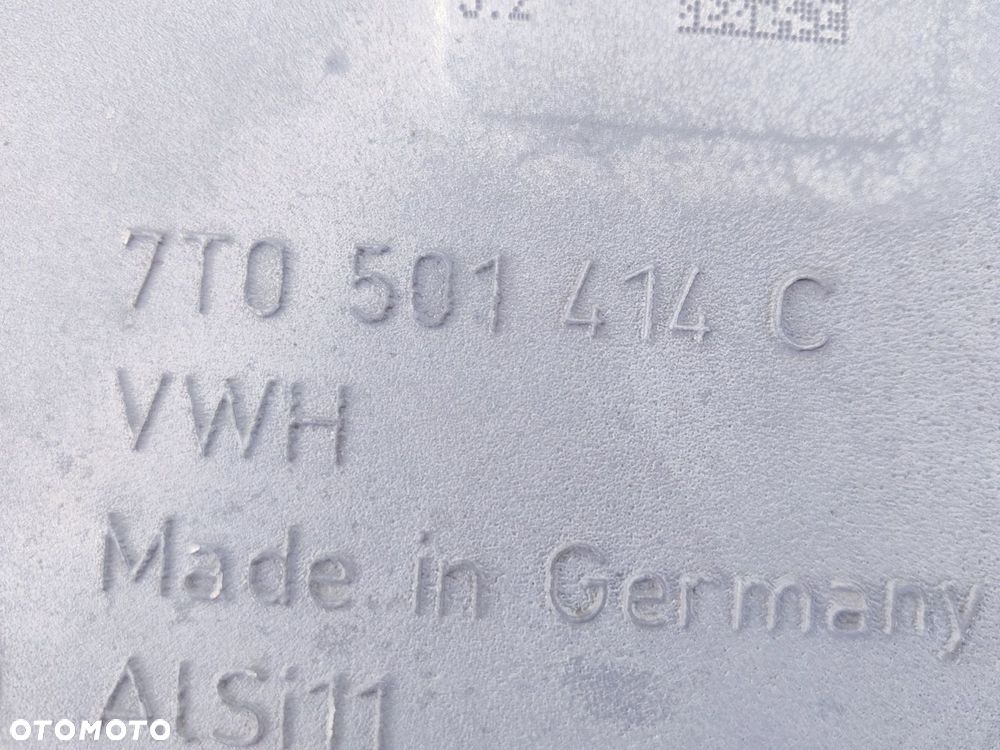 7T0 501 414 C
VWH
Made in Germany
AlSi11
OTOMOTO